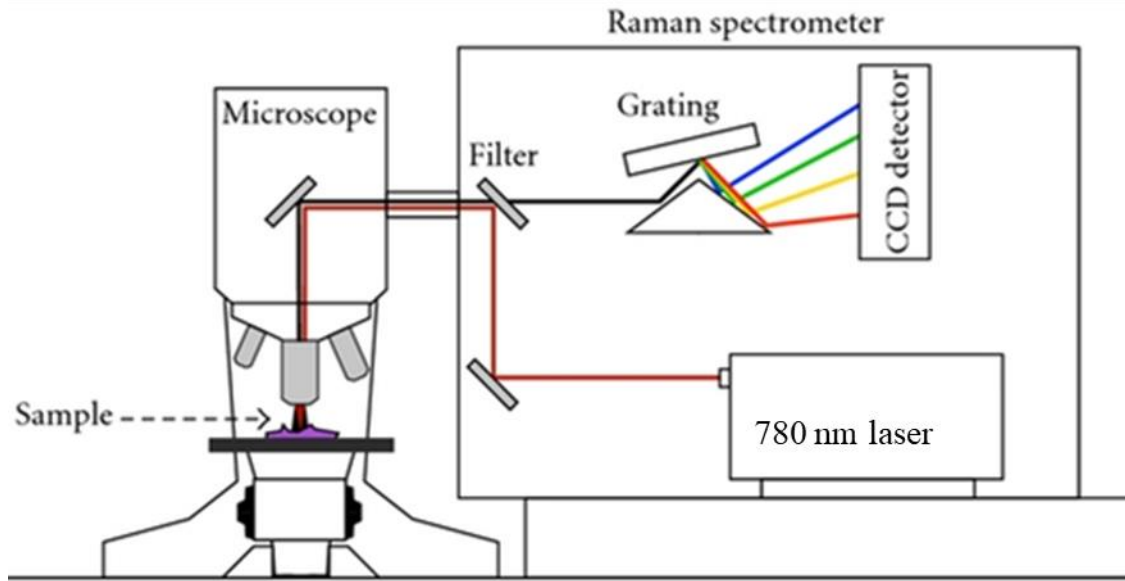 Raman spectrometer
Microscope
Filter
Grating
CCD detector
Sample
780 nm laser